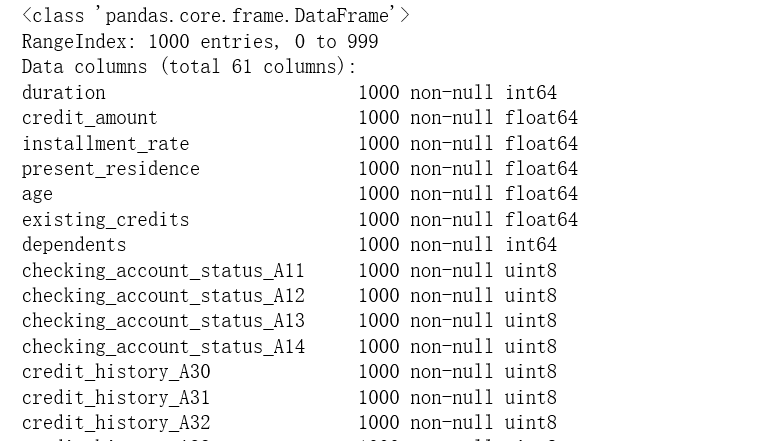 <class 'pandas.core.frame.DataFrame'>
RangeIndex: 1000 entries, 0 to 999
Data columns (total 61 columns):
duration 1000 non-null int64
credit_amount 1000 non-null float64
installment_rate 1000 non-null float64
present_residence 1000 non-null float64
age 1000 non-null float64
existing_credits 1000 non-null float64
dependents 1000 non-null int64
checking_account_status_A11 1000 non-null uint8
checking_account_status_A12 1000 non-null uint8
checking_account_status_A13 1000 non-null uint8
checking_account_status_A14 1000 non-null uint8
credit_history_A30 1000 non-null uint8
credit_history_A31 1000 non-null uint8
credit_history_A32 1000 non-null uint8